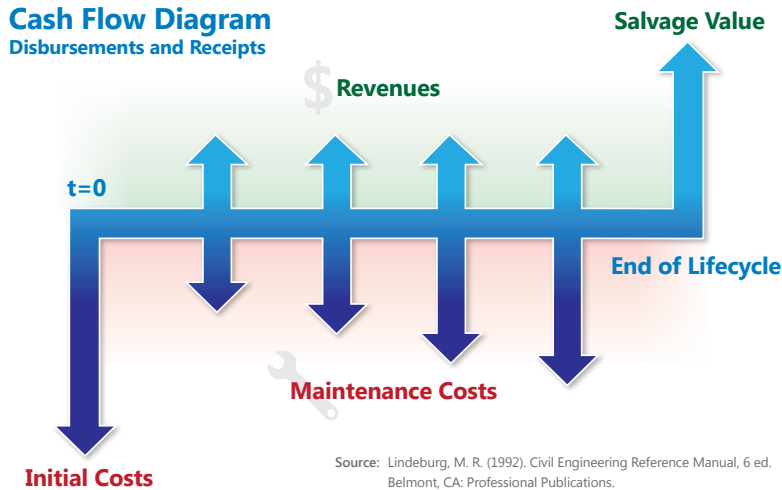 Cash Flow Diagram
Disbursements and Receipts
Salvage Value
$
Revenues
t=0
End of Lifecycle
Maintenance Costs
Initial Costs
Source: Lindeburg, M. R. (1992). Civil Engineering Reference Manual, 6 ed.
Belmont, CA: Professional Publications.